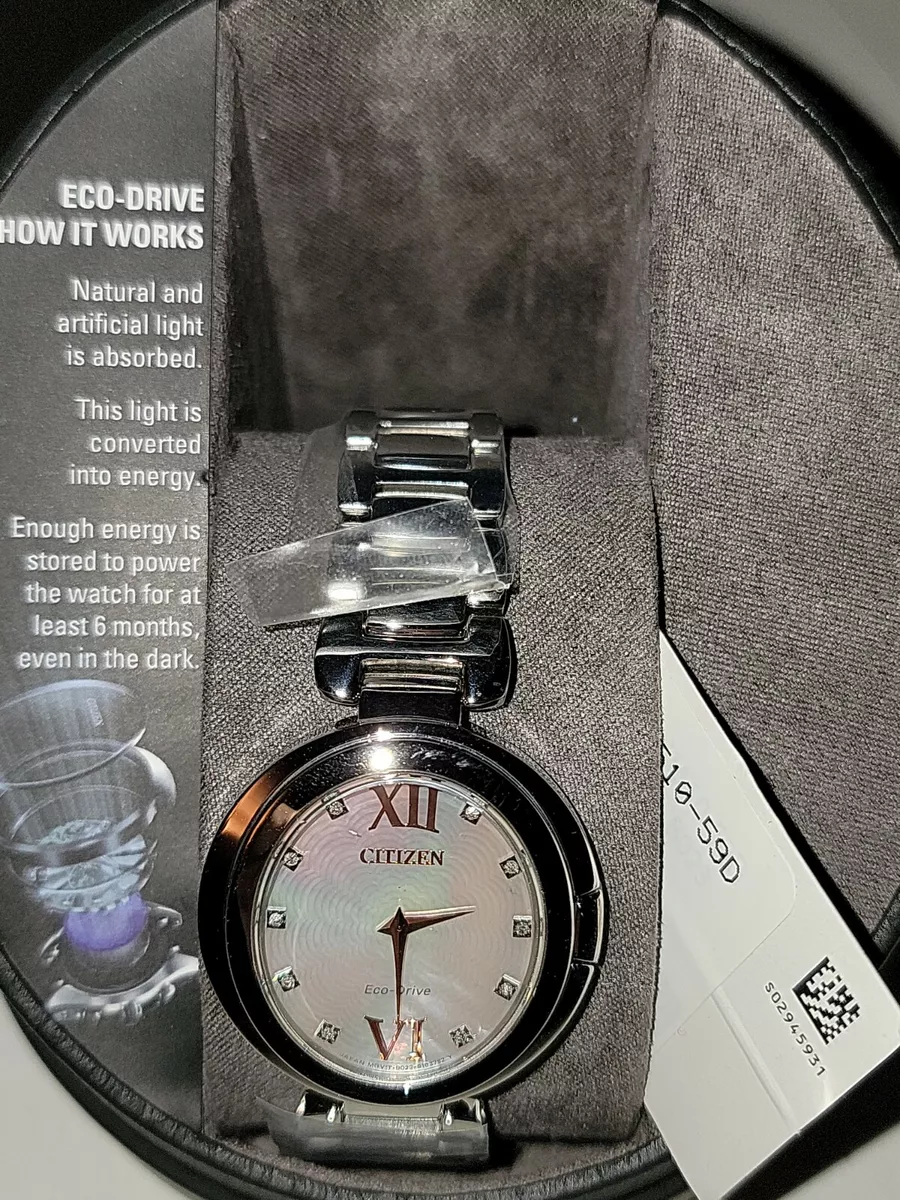 ECO-DRIVE
HOW IT WORKS
Natural and
artificial light
is absorbed.
This light is
converted
into energy.
Enough energy is
stored to power
the watch for at
least 6 months,
even in the dark.
XII
CITIZEN
Eco-Drive
VI
510-59D
S02945931